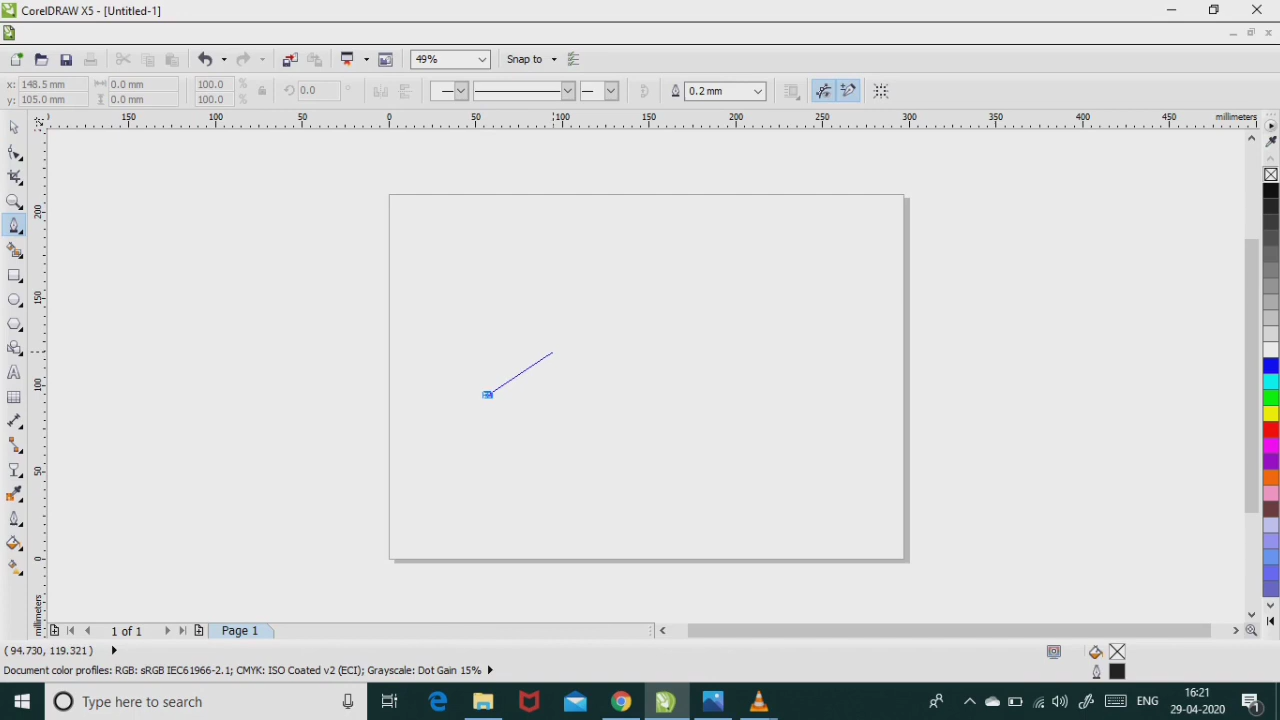 CorelDRAW X5 - [Untitled-1]
49% Snap to
x: 148.5 mm 0.0 mm 100.0 % 0.0 ° 0.2 mm
y: 105.0 mm 0.0 mm 100.0 %
150 100 50 0 50 100 150 200 250 300 350 400 450 millimeters
200
150
100
50
0
millimeters
1 of 1 Page 1
( 94.730, 119.321 )
Document color profiles: RGB: sRGB IEC61966-2.1; CMYK: ISO Coated v2 (ECI); Grayscale: Dot Gain 15%
Type here to search ENG 16:21
29-04-2020 1